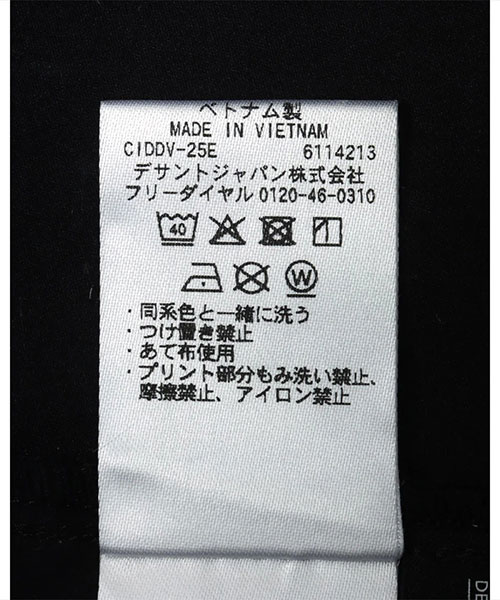 ベトナム製
MADE IN VIETNAM
CIDDV-25E 6114213
デサントジャパン株式会社
フリーダイヤル 0120-46-0310
40
W
・同系色と一緒に洗う
・つけ置き禁止
・あて布使用
・プリント部分もみ洗い禁止、
摩擦禁止、アイロン禁止
DE